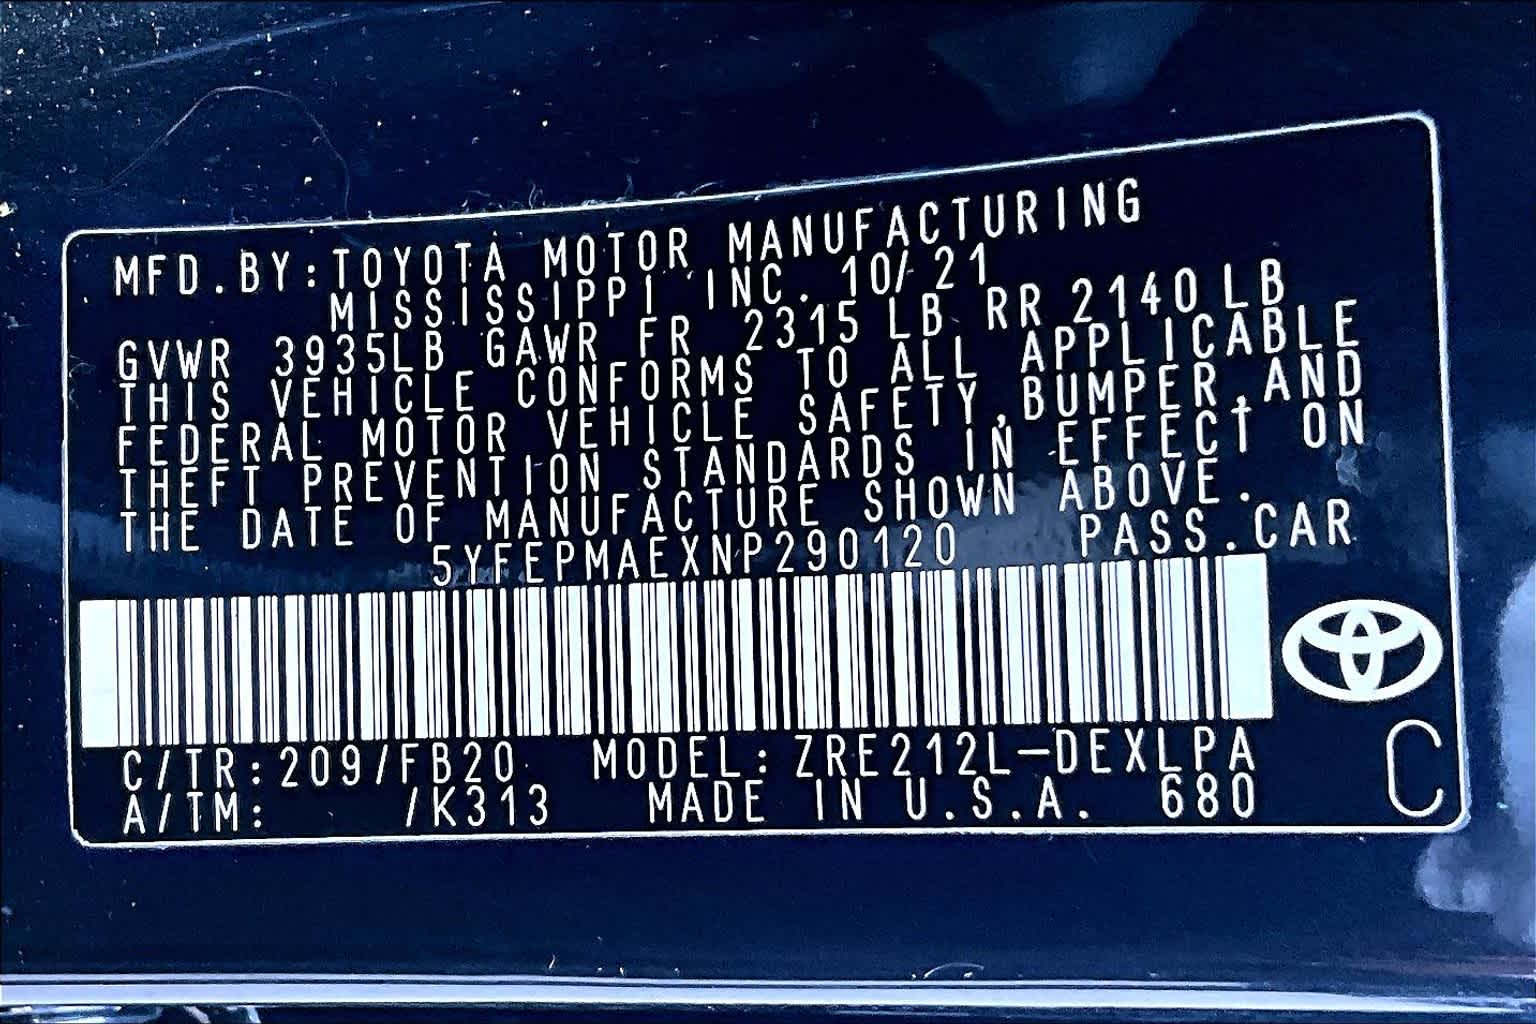 MFD.BY:TOYOTA MOTOR MANUFACTURING
MISSISSIPPI INC. 10/21
GVWR 3935LB GAWR FR 2315 LB RR 2140 LB
THIS VEHICLE CONFORMS TO ALL APPLICABLE
FEDERAL MOTOR VEHICLE SAFETY,BUMPER,AND
THEFT PREVENTION STANDARDS IN EFFECT ON
THE DATE OF MANUFACTURE SHOWN ABOVE.
5YFEPMAEXNP290120 PASS.CAR
C/TR:209/FB20 MODEL:ZRE212L-DEXLPA
A/TM: /K313 MADE IN U.S.A. 680
C